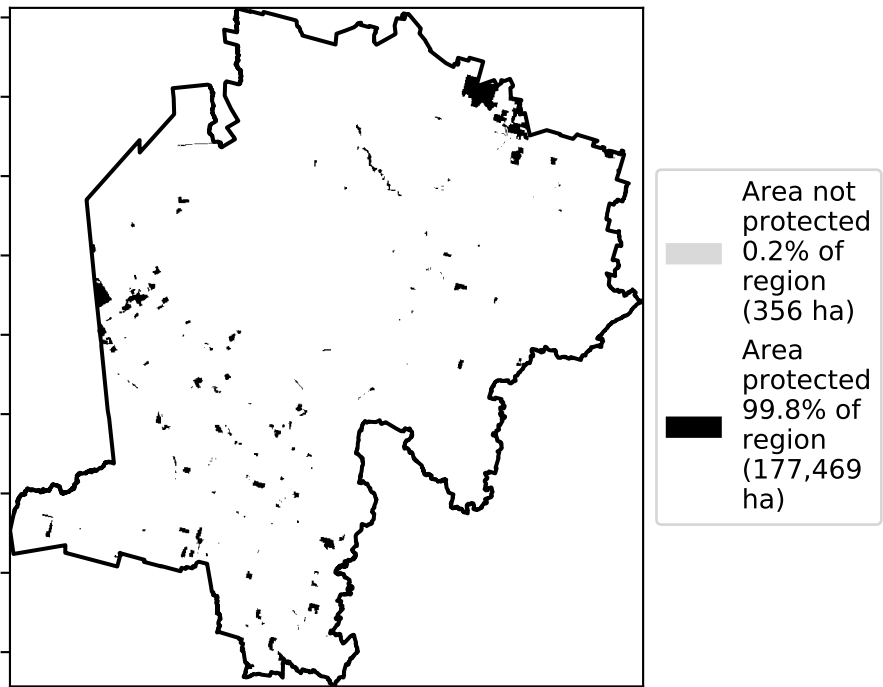 Area not
protected
0.2% of
region
(356 ha)
Area
protected
99.8% of
region
(177,469
ha)